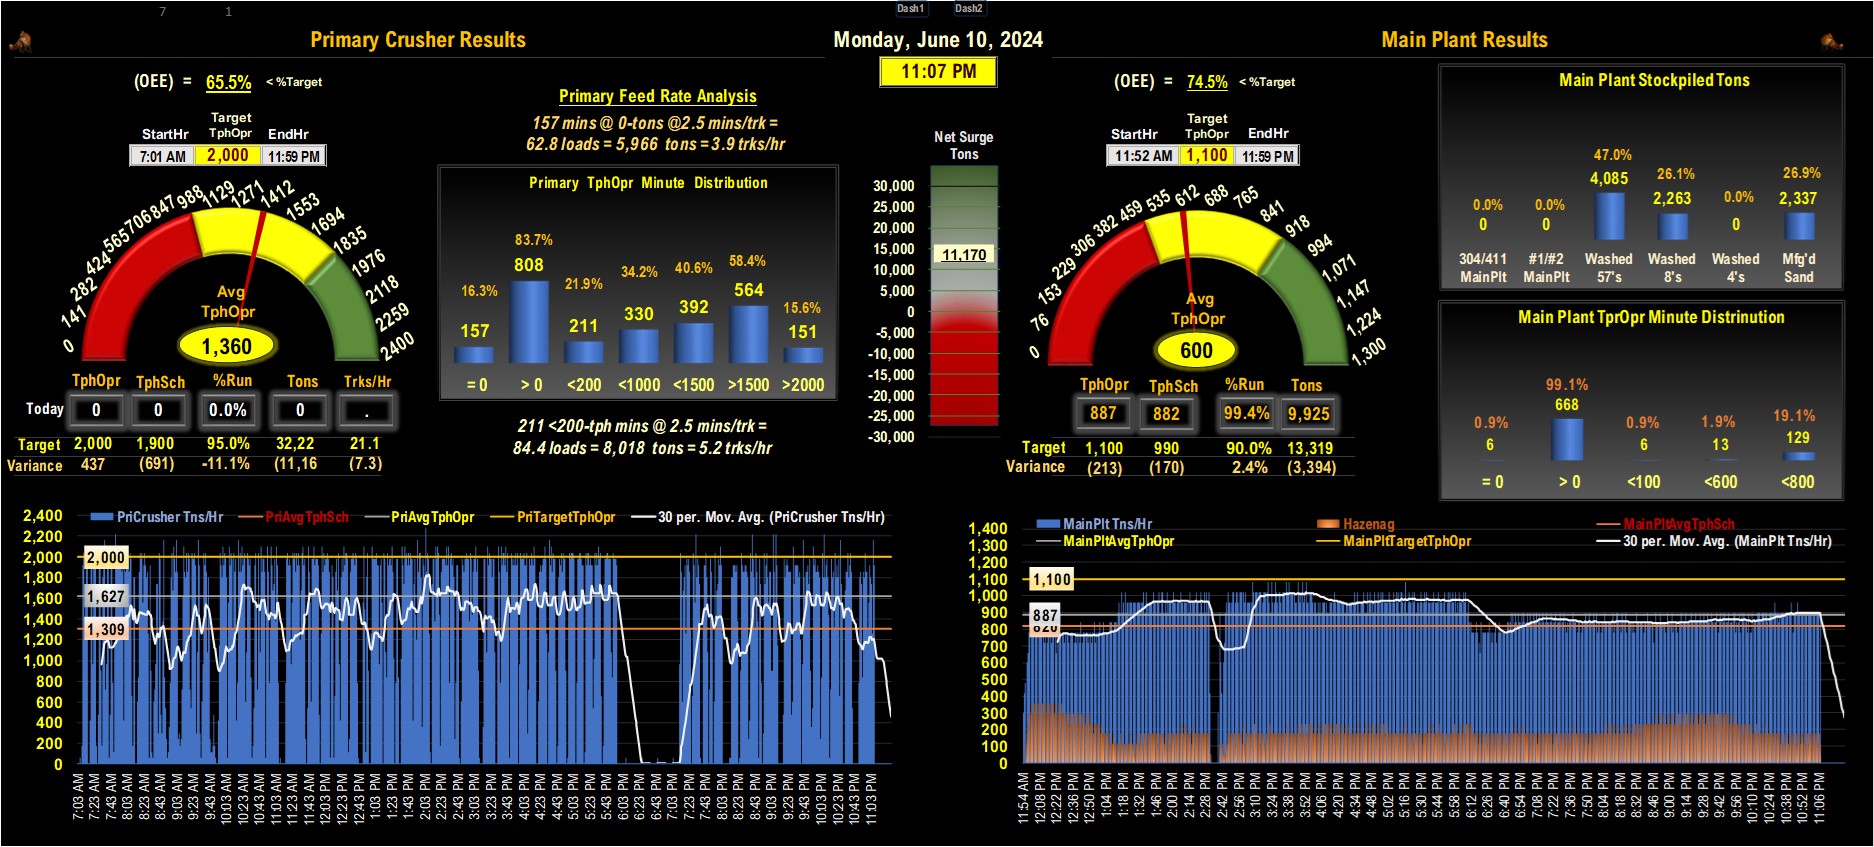 7 1
Dash1 Dash2
Primary Crusher Results
Monday, June 10, 2024
Main Plant Results
11:07 PM
(OEE) = 65.5% < %Target
Target
StartHr TphOpr EndHr
7:01 AM 2,000 11:59 PM
0 141 282 424 565 706 847 988 1129 1271 1412 1553 1694 1835 1976 2118 2259 2400
Avg
TphOpr
1,360
TphOpr TphSch %Run Tons Trks/Hr
Today 0 0 0.0% 0 .
Target 2,000 1,900 95.0% 32,22 21.1
Variance 437 (691) -11.1% (11,16 (7.3)
Primary Feed Rate Analysis
157 mins @ 0-tons @2.5 mins/trk =
62.8 loads = 5,966 tons = 3.9 trks/hr
Primary TphOpr Minute Distribution
16.3% 83.7% 21.9% 34.2% 40.6% 58.4% 15.6%
157 808 211 330 392 564 151
= 0 > 0 <200 <1000 <1500 >1500 >2000
211 <200-tph mins @ 2.5 mins/trk =
84.4 loads = 8,018 tons = 5.2 trks/hr
Net Surge
Tons
30,000
25,000
20,000
11,170
10,000
5,000
0
-5,000
-10,000
-15,000
-20,000
-25,000
-30,000
(OEE) = 74.5% < %Target
Target
StartHr TphOpr EndHr
11:52 AM 1,100 11:59 PM
0 76 153 229 306 382 459 535 612 688 765 841 918 994 1,071 1,147 1,224 1,300
Avg
TphOpr
600
TphOpr TphSch %Run Tons
887 882 99.4% 9,925
Target 1,100 990 90.0% 13,319
Variance (213) (170) 2.4% (3,394)
Main Plant Stockpiled Tons
0.0% 0.0% 47.0% 26.1% 0.0% 26.9%
0 0 4,085 2,263 0 2,337
304/411 #1/#2 Washed Washed Washed Mfg'd
MainPlt MainPlt 57's 8's 4's Sand
Main Plant TprOpr Minute Distrinution
0.9% 99.1% 0.9% 1.9% 19.1%
6 668 6 13 129
= 0 > 0 <100 <600 <800
PriCrusher Tns/Hr PriAvgTphSch PriAvgTphOpr PriTargetTphOpr 30 per. Mov. Avg. (PriCrusher Tns/Hr)
2,400
2,200
2,000
1,800
1,600
1,400
1,200
1,000
800
600
400
200
0
2,000
1,627
1,309
7:03 AM 7:23 AM 7:43 AM 8:03 AM 8:23 AM 8:43 AM 9:03 AM 9:23 AM 9:43 AM 10:03 AM 10:23 AM 10:43 AM 11:03 AM 11:23 AM 11:43 AM 12:03 PM 12:23 PM 12:43 PM 1:03 PM 1:23 PM 1:43 PM 2:03 PM 2:23 PM 2:43 PM 3:03 PM 3:23 PM 3:43 PM 4:03 PM 4:23 PM 4:43 PM 5:03 PM 5:23 PM 5:43 PM 6:03 PM 6:23 PM 6:43 PM 7:03 PM 7:23 PM 7:43 PM 8:03 PM 8:23 PM 8:43 PM 9:03 PM 9:23 PM 9:43 PM 10:03 PM 10:23 PM 10:43 PM 11:03 PM
MainPlt Tns/Hr Hazenag MainPltAvgTphSch
MainPltAvgTphOpr MainPltTargetTphOpr 30 per. Mov. Avg. (MainPlt Tns/Hr)
1,400
1,300
1,200
1,100
1,000
900
800
700
600
500
400
300
200
100
0
1,100
887
11:54 AM 12:08 PM 12:22 PM 12:36 PM 12:50 PM 1:04 PM 1:18 PM 1:32 PM 1:46 PM 2:00 PM 2:14 PM 2:28 PM 2:42 PM 2:56 PM 3:10 PM 3:24 PM 3:38 PM 3:52 PM 4:06 PM 4:20 PM 4:34 PM 4:48 PM 5:02 PM 5:16 PM 5:30 PM 5:44 PM 5:58 PM 6:12 PM 6:26 PM 6:40 PM 6:54 PM 7:08 PM 7:22 PM 7:36 PM 7:50 PM 8:04 PM 8:18 PM 8:32 PM 8:46 PM 9:00 PM 9:14 PM 9:28 PM 9:42 PM 9:56 PM 10:10 PM 10:24 PM 10:38 PM 10:52 PM 11:06 PM